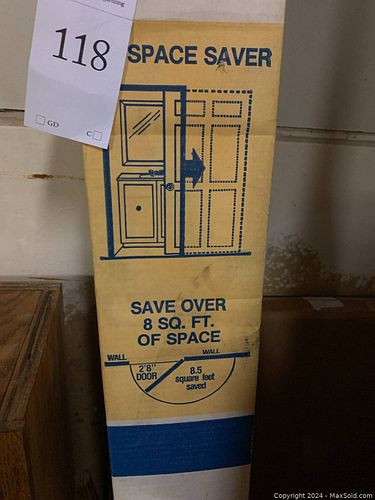 118
GD
C
SPACE SAVER
SAVE OVER
8 SQ. FT.
OF SPACE
WALL
WALL
2'8"
DOOR
8.5
square feet
saved
Copyright 2024 - MaxSold.com